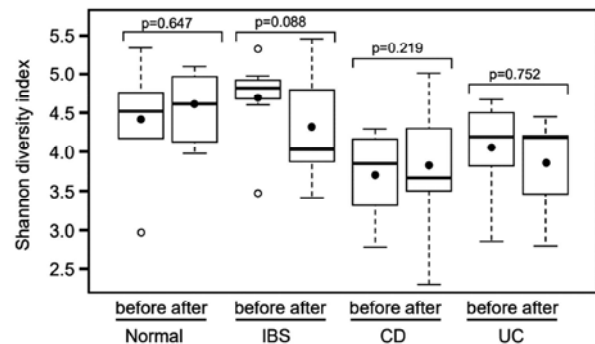 p=0.647
p=0.088
p=0.219
p=0.752
Shannon diversity index
5.5
5.0
4.5
4.0
3.5
3.0
2.5
before after before after before after before after
Normal IBS CD UC